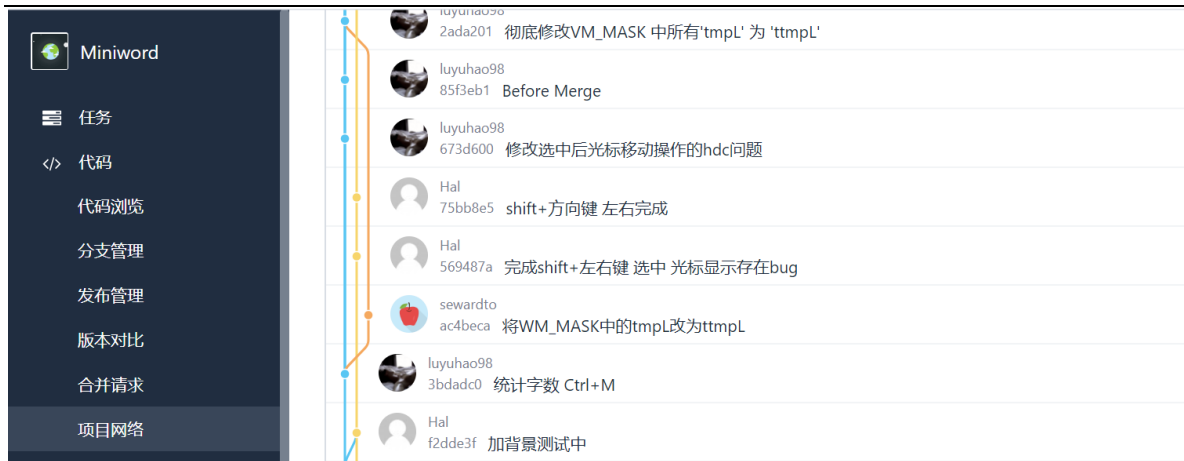 Miniword
任务
代码
代码浏览
分支管理
发布管理
版本对比
合并请求
项目网络
luyuhao98
2ada201 彻底修改VM_MASK 中所有'tmpL' 为 'ttmpL'
luyuhao98
85f3eb1 Before Merge
luyuhao98
673d600 修改选中后光标移动操作的hdc问题
Hal
75bb8e5 shift+方向键 左右完成
Hal
569487a 完成shift+左右键 选中 光标显示存在bug
sewardto
ac4beca 将WM_MASK中的tmpL改为ttmpL
luyuhao98
3bdadc0 统计字数 Ctrl+M
Hal
f2dde3f 加背景测试中